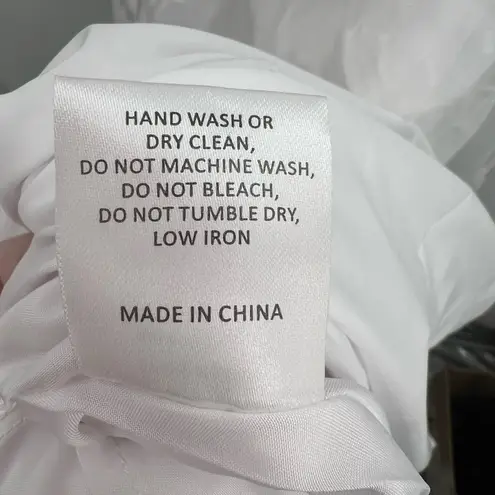 HAND WASH OR
DRY CLEAN,
DO NOT MACHINE WASH,
DO NOT BLEACH,
DO NOT TUMBLE DRY,
LOW IRON
MADE IN CHINA